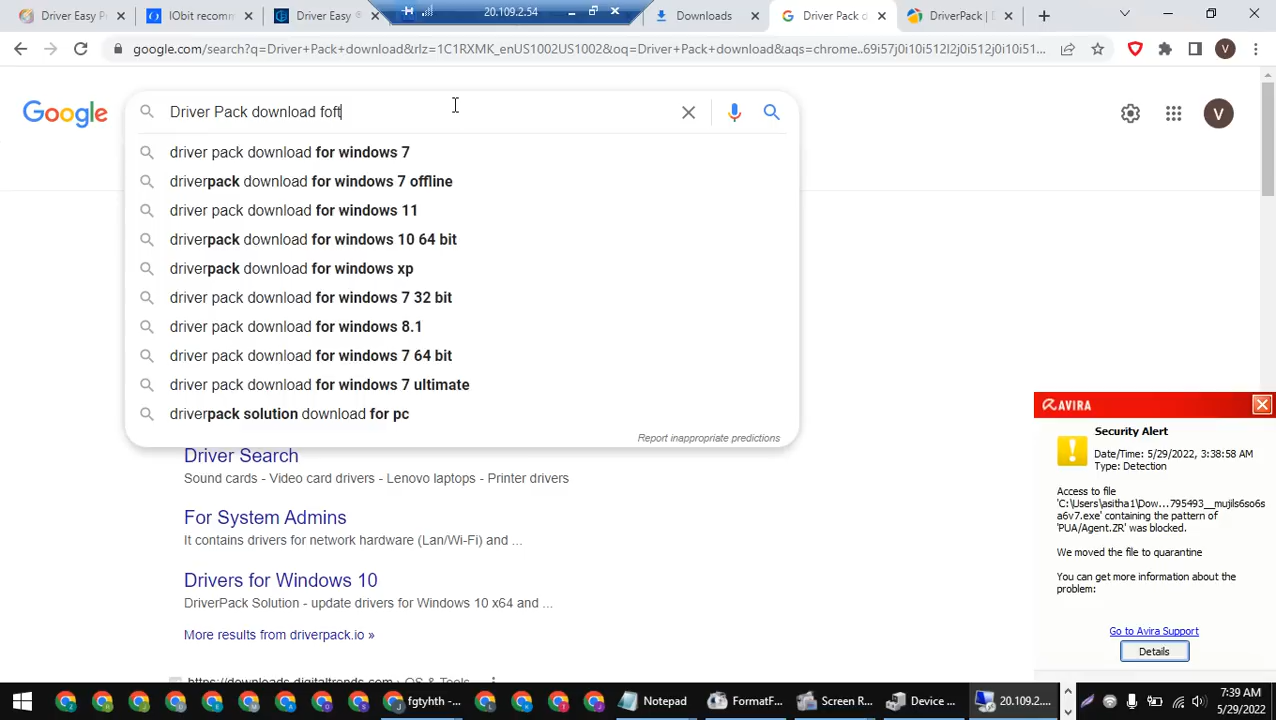 Driver Easy P
IObit recomm
Driver Easy ®
20.109.2.54
Downloads
Driver Pack d
DriverPack | D
google.com/search?q=Driver+Pack+download&rlz=1C1RXMK_enUS1002US1002&oq=Driver+Pack+download&aqs=chrome..69i57j0i10i512l2j0i512j0i10i51...
V
Google
Driver Pack download foft
V
driver pack download for windows 7
driverpack download for windows 7 offline
driver pack download for windows 11
driverpack download for windows 10 64 bit
driverpack download for windows xp
driver pack download for windows 7 32 bit
driver pack download for windows 8.1
driver pack download for windows 7 64 bit
driver pack download for windows 7 ultimate
driverpack solution download for pc
Report inappropriate predictions
Driver Search
Sound cards - Video card drivers - Lenovo laptops - Printer drivers
For System Admins
It contains drivers for network hardware (Lan/Wi-Fi) and ...
Drivers for Windows 10
DriverPack Solution - update drivers for Windows 10 x64 and ...
More results from driverpack.io »
https://downloads.digitaltrends.com › OS & Tools
AVIRA
Security Alert
Date/Time: 5/29/2022, 3:38:58 AM
Type: Detection
Access to file
'C:\Users\asitha1\Dow...795493__mujils6so6s
a6v7.exe' containing the pattern of
'PUA/Agent.ZR' was blocked.
We moved the file to quarantine
You can get more information about the
problem:
Go to Avira Support
Details
fgtyhth - G...
Notepad
FormatF...
Screen R...
Device ...
20.109.2....
7:39 AM
5/29/2022